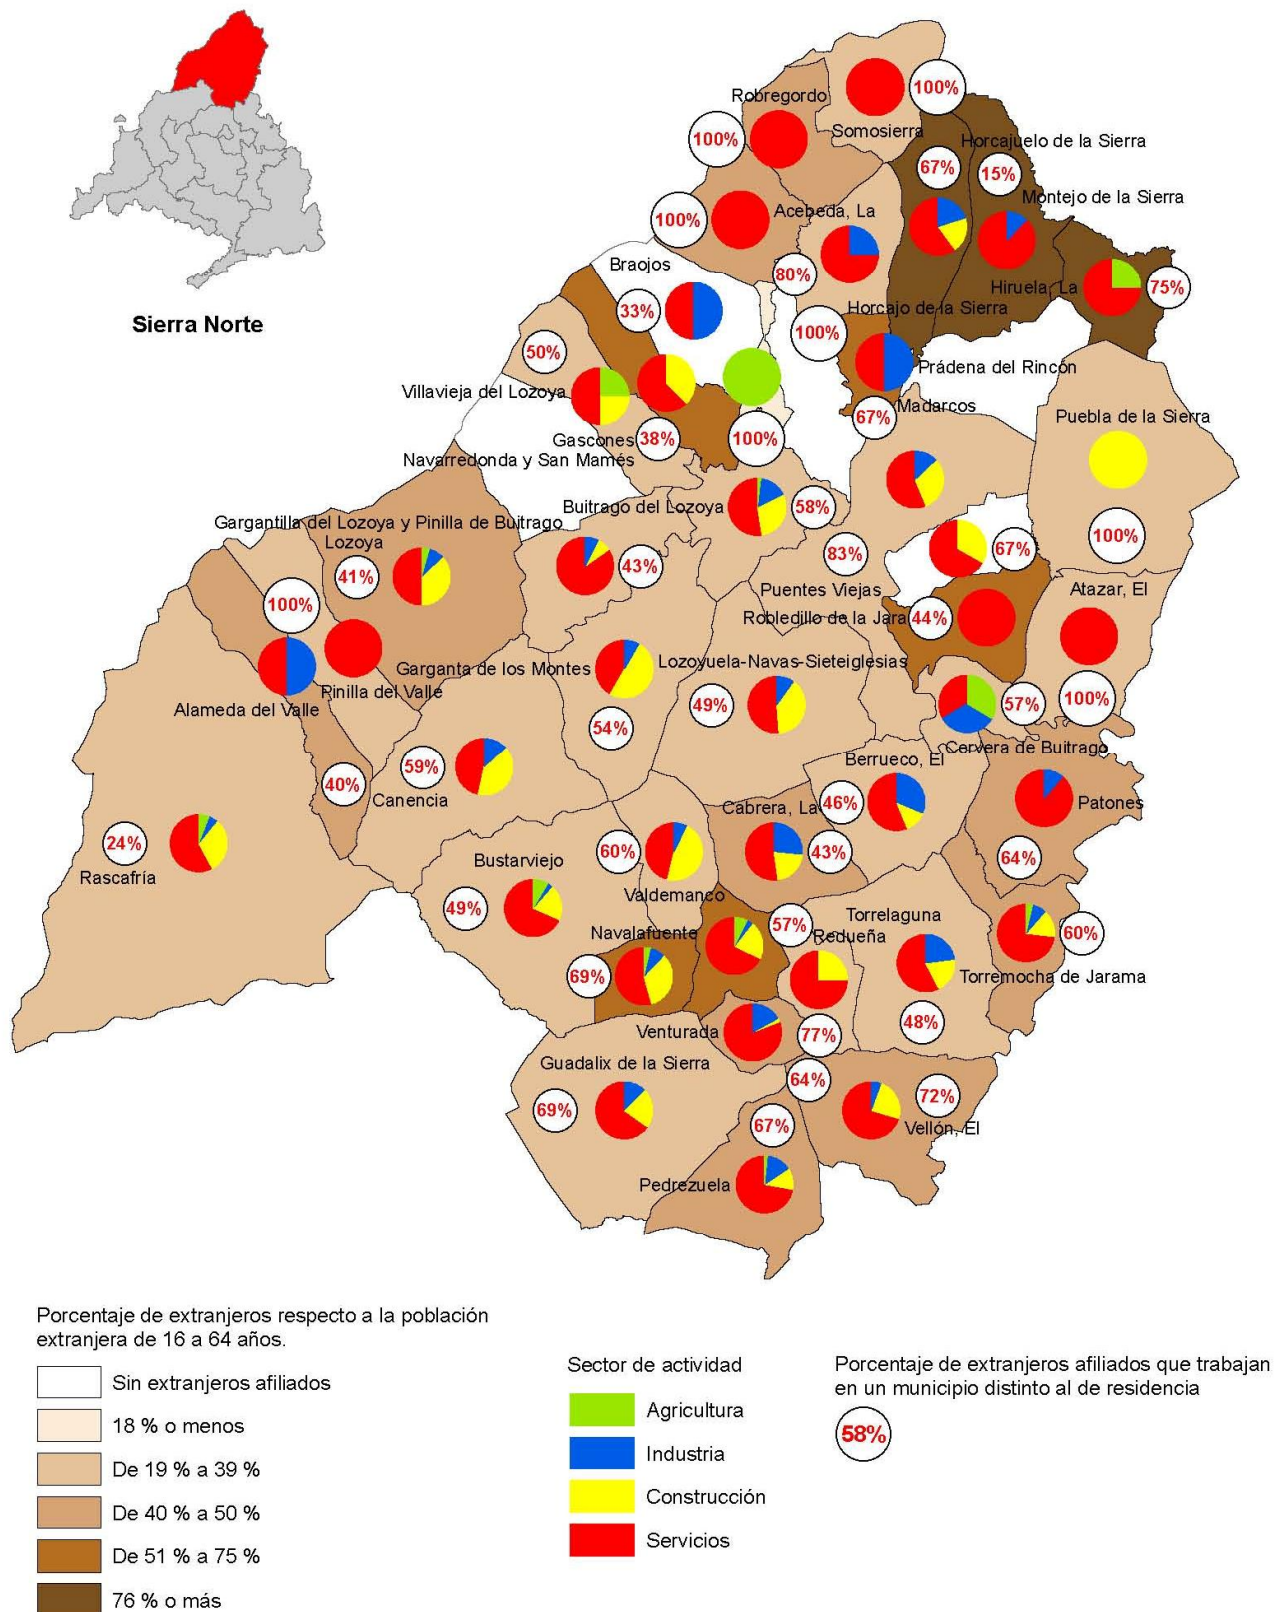 Sierra Norte
Robregordo
100%
Somosierra
100%
Horcajuelo de la Sierra
67%
15%
Montejo de la Sierra
100%
Acebeda, La
Braojos
80%
Hiruela, La
75%
33%
Horcajo de la Sierra
100%
50%
Prádena del Rincón
Villavieja del Lozoya
Madarcos
67%
Puebla de la Sierra
Gascones
38%
100%
Navarredonda y San Mamés
Buitrago del Lozoya
58%
Gargantilla del Lozoya y Pinilla de Buitrago
Lozoya
100%
67%
83%
43%
41%
Puentes Viejas
Atazar, El
100%
Robledillo de la Jara
44%
Garganta de los Montes
Lozoyuela-Navas-Sieteiglesias
Pinilla del Valle
Alameda del Valle
49%
57%
100%
54%
Cervera de Buitrago
Berrueco, El
59%
40%
Canencia
Cabrera, La
46%
Patones
24%
60%
43%
64%
Rascafría
Bustarviejo
Valdemanco
49%
57%
Torrelaguna
Navalafuente
Redueña
60%
69%
Torremocha de Jarama
48%
Venturada
77%
Guadalix de la Sierra
64%
72%
69%
67%
Vellón, El
Pedrezuela
Porcentaje de extranjeros respecto a la población
extranjera de 16 a 64 años.
Sin extranjeros afiliados
18 % o menos
De 19 % a 39 %
De 40 % a 50 %
De 51 % a 75 %
76 % o más
Sector de actividad
Agricultura
Industria
Construcción
Servicios
Porcentaje de extranjeros afiliados que trabajan
en un municipio distinto al de residencia
58%